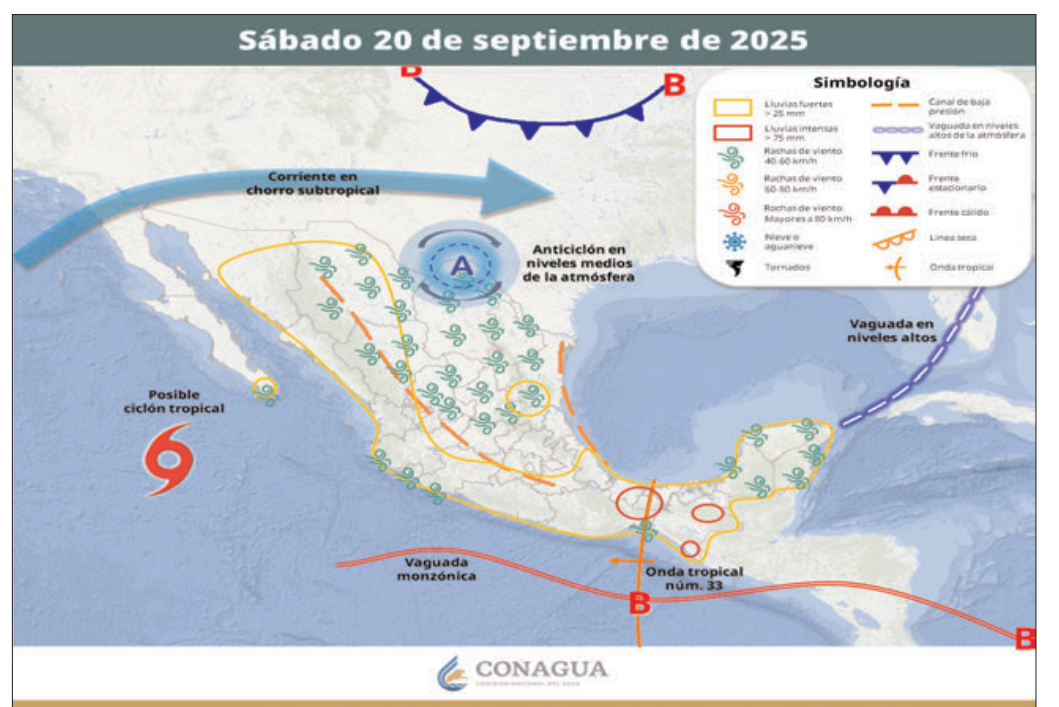 Sábado 20 de septiembre de 2025
B
B
Simbología
Lluvias fuertes
> 25 mm
Lluvias intensas
> 75 mm
Rachas de viento
40-60 km/h
Rachas de viento
60-80 km/h
Rachas de viento
Mayores a 80 km/h
Nieve o
aguanieve
Tornados
Canal de baja
presión
Vaguada en niveles
altos de la atmósfera
Frente frío
Frente
estacionario
Frente cálido
Línea seca
Onda tropical
Corriente en
chorro subtropical
A
Anticiclón en
niveles medios
de la atmósfera
Vaguada en
niveles altos
Posible
ciclón tropical
Vaguada
monzónica
Onda tropical
núm. 33
B
B
CONAGUA
COMISIÓN NACIONAL DEL AGUA